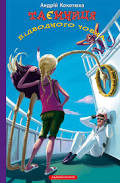 Андрій Кокотюха
ТАЄМНИЦЯ
ПІДВОДНОГО ЧОВНА